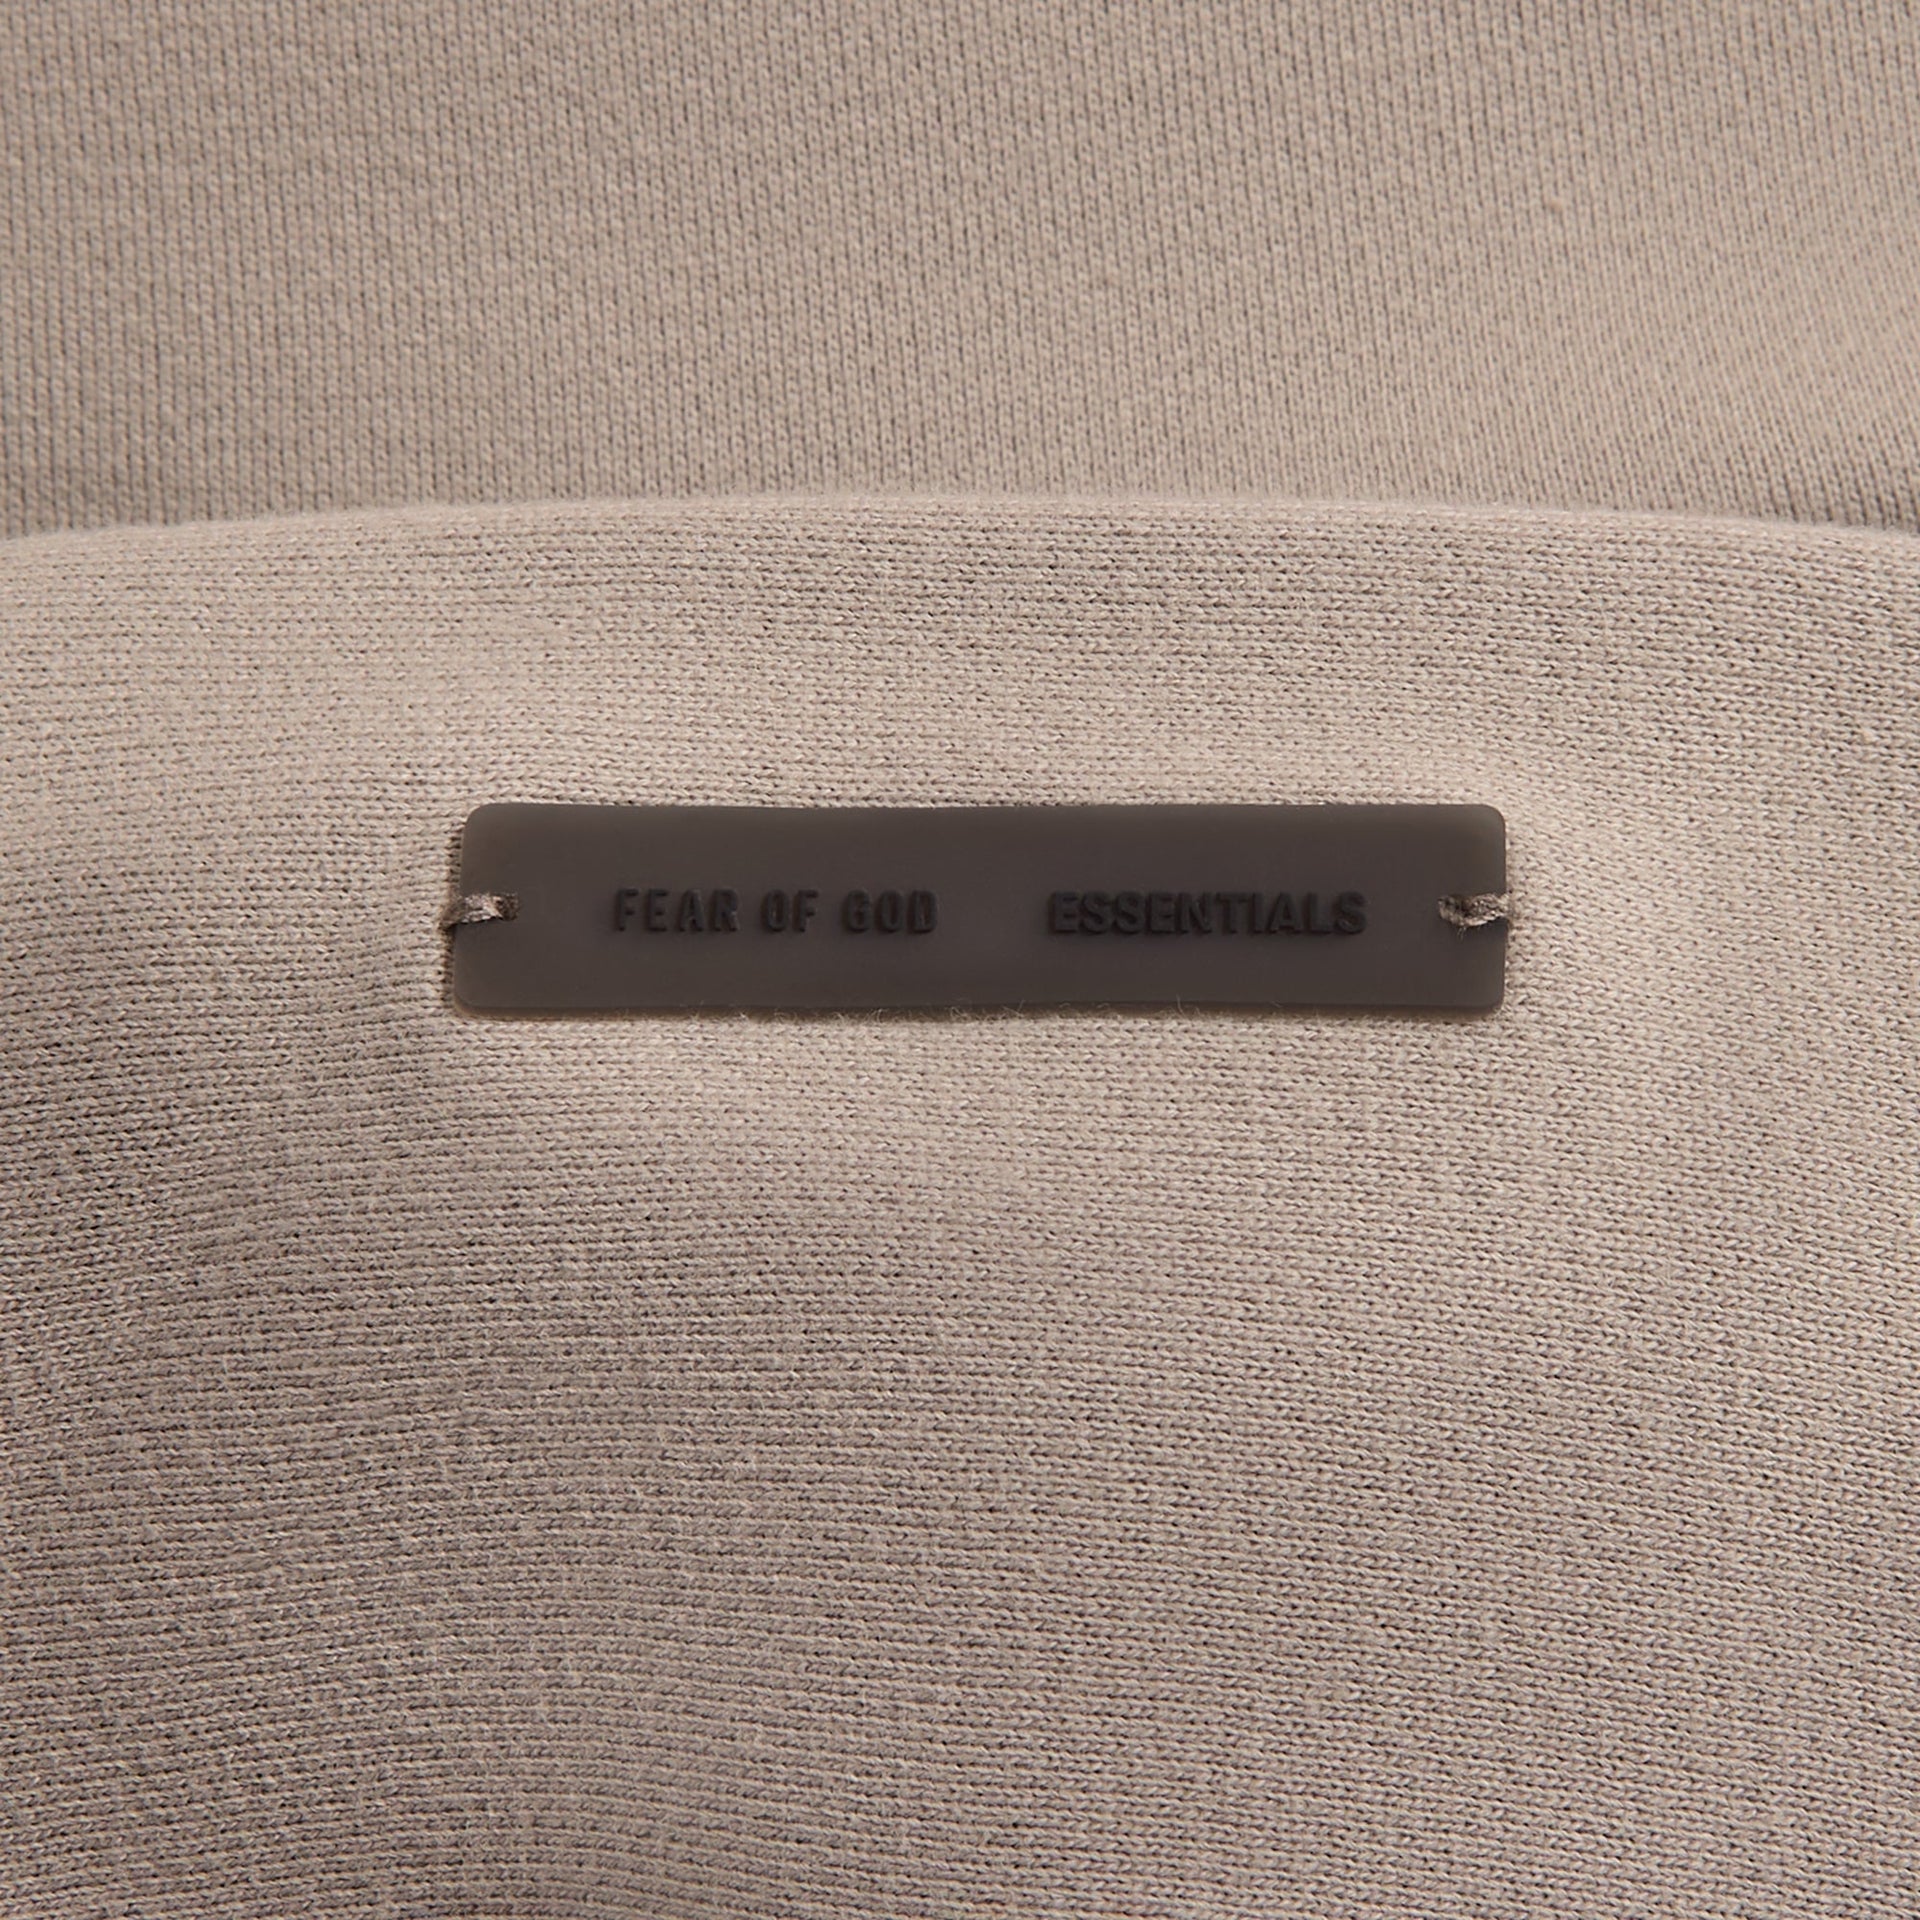 FEAR OF GOD ESSENTIALS